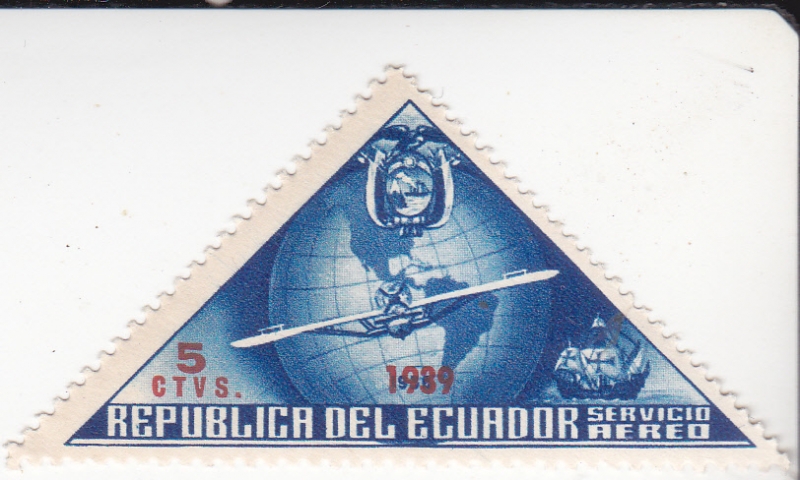 5
CTVS.
1939
REPUBLICA DEL ECUADOR SERVICIO
AEREO